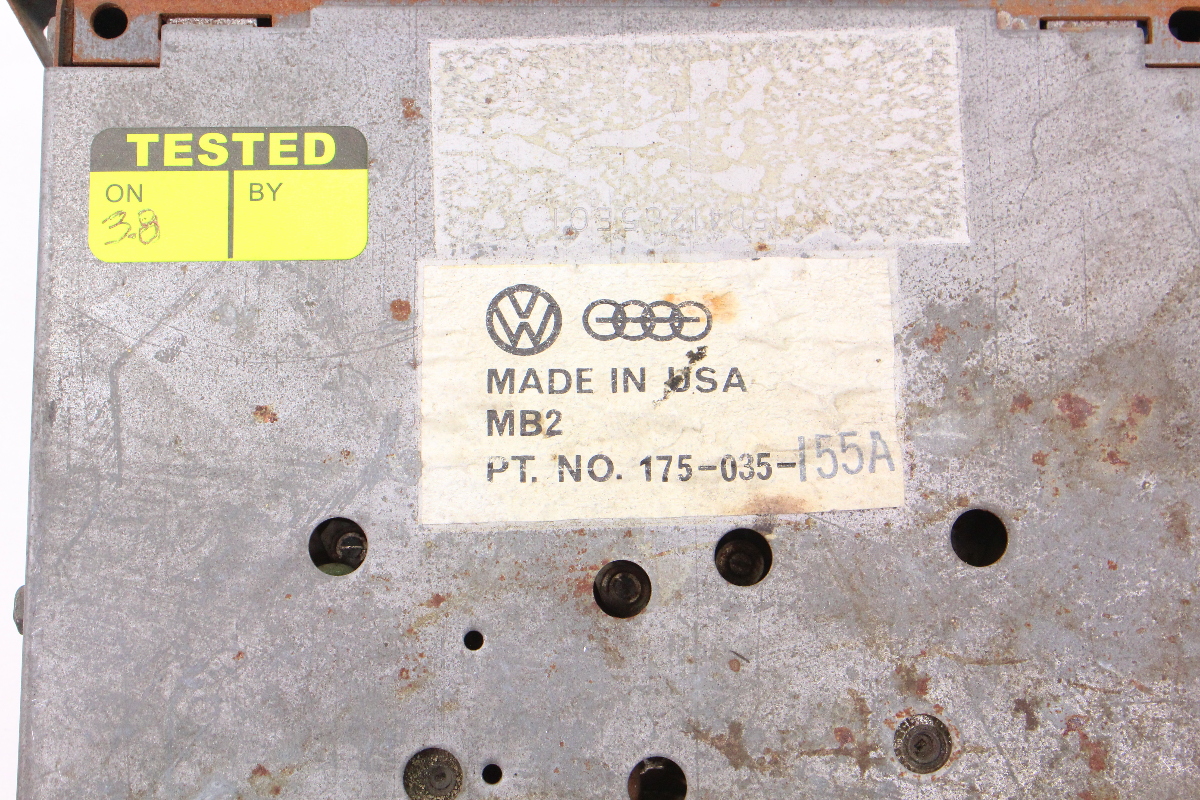 TESTED
ON BY
38
MADE IN USA
MB2
PT. NO. 175-035-155A